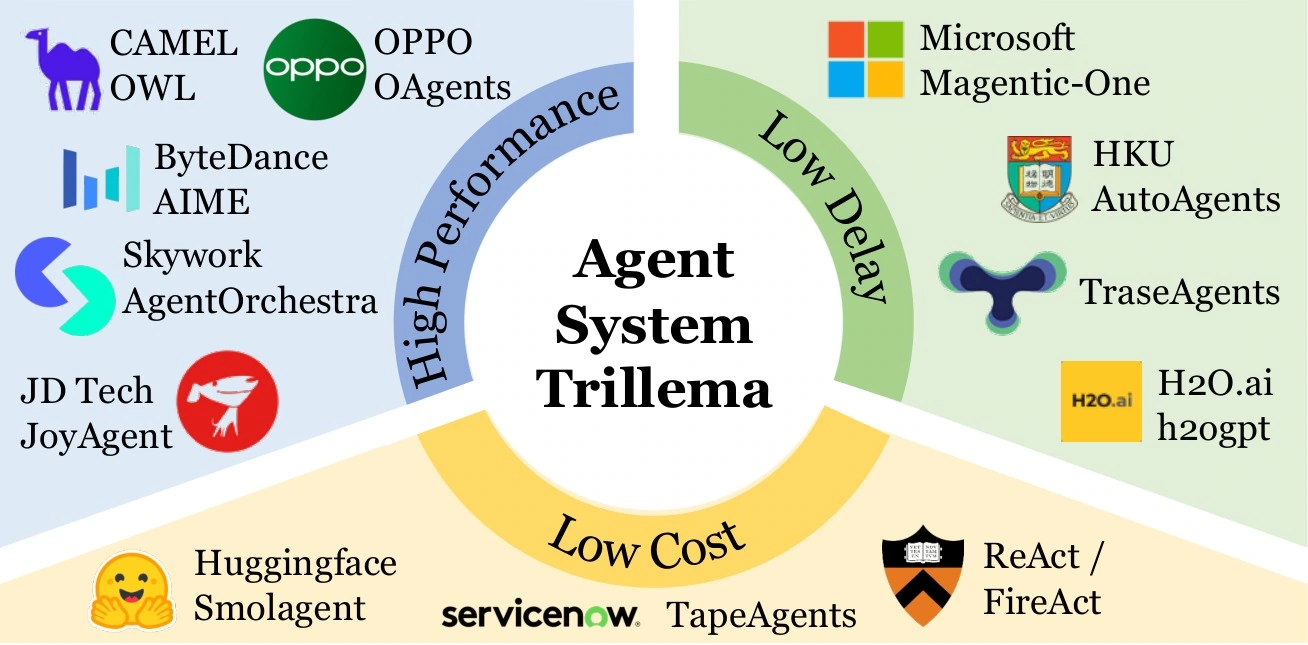 CAMEL
OWL
oppo
OPPO
OAgents
ByteDance
AIME
Skywork
AgentOrchestra
JD Tech
JoyAgent
High Performance
Microsoft
Magentic-One
HKU
AutoAgents
TraseAgents
H2O.ai
H2O.ai
h2ogpt
Low Delay
Agent
System
Trillema
Low Cost
Huggingface
Smolagent
servicenow
TapeAgents
ReAct /
FireAct